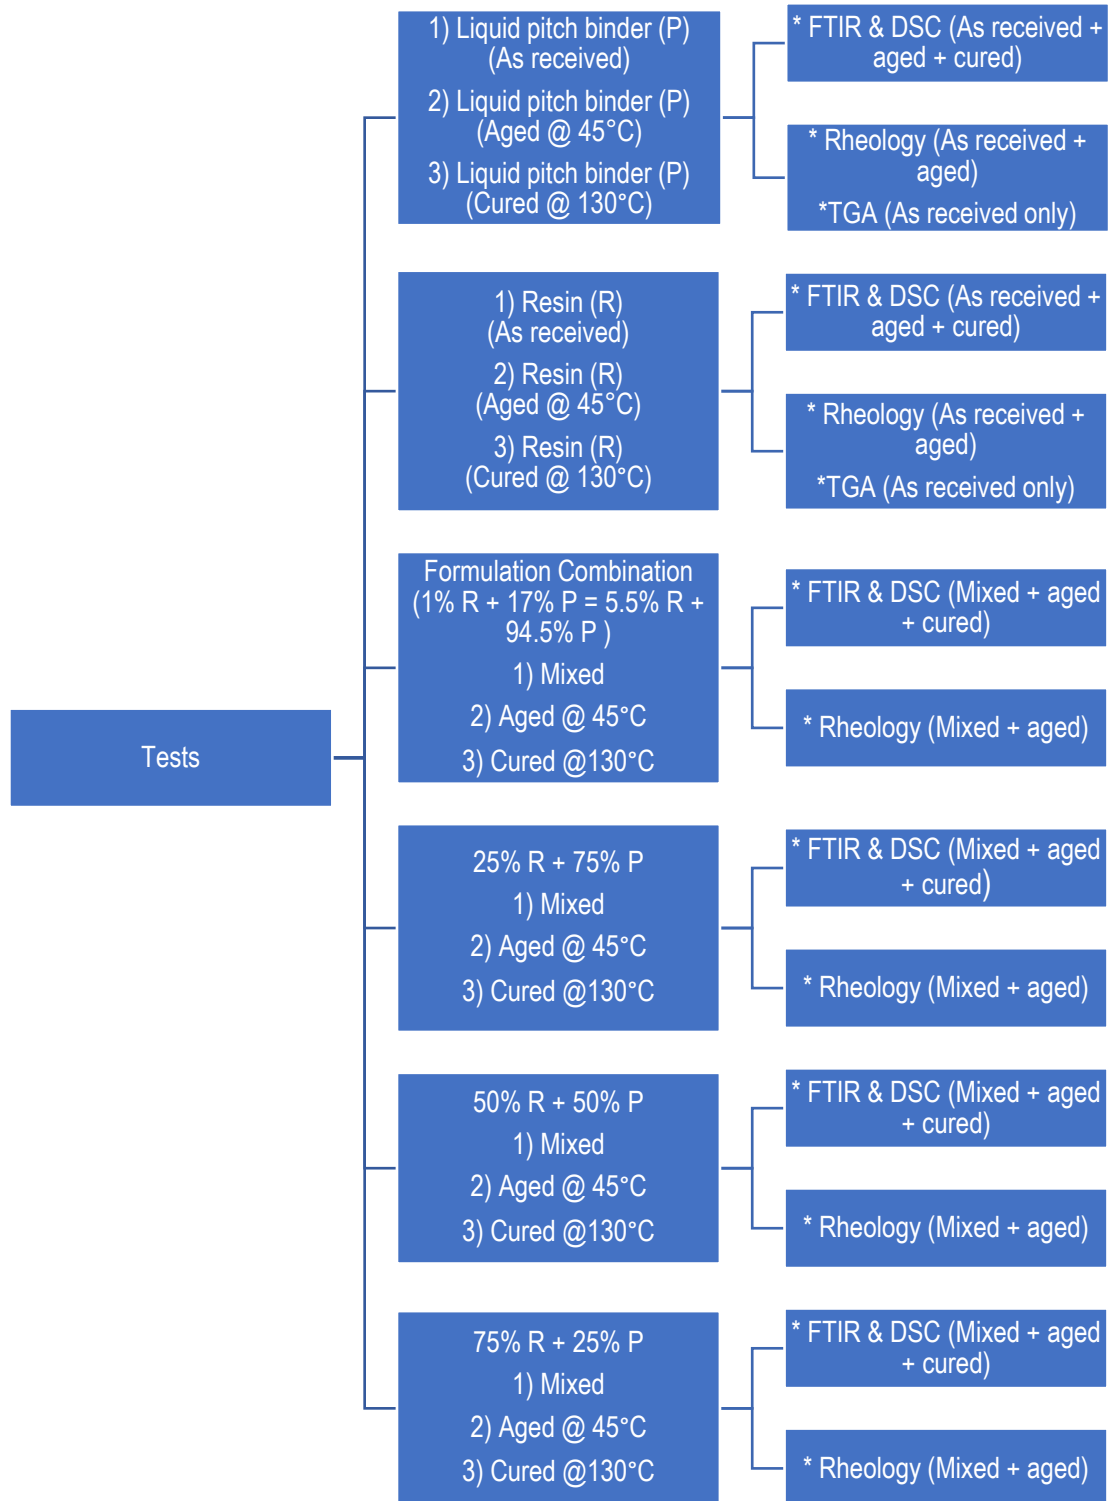 Tests
1) Liquid pitch binder (P)
(As received)
2) Liquid pitch binder (P)
(Aged @ 45°C)
3) Liquid pitch binder (P)
(Cured @ 130°C)
* FTIR & DSC (As received +
aged + cured)
* Rheology (As received +
aged)
*TGA (As received only)
1) Resin (R)
(As received)
2) Resin (R)
(Aged @ 45°C)
3) Resin (R)
(Cured @ 130°C)
* FTIR & DSC (As received +
aged + cured)
* Rheology (As received +
aged)
*TGA (As received only)
Formulation Combination
(1% R + 17% P = 5.5% R +
94.5% P )
1) Mixed
2) Aged @ 45°C
3) Cured @130°C
* FTIR & DSC (Mixed + aged
+ cured)
* Rheology (Mixed + aged)
25% R + 75% P
1) Mixed
2) Aged @ 45°C
3) Cured @130°C
* FTIR & DSC (Mixed + aged
+ cured)
* Rheology (Mixed + aged)
50% R + 50% P
1) Mixed
2) Aged @ 45°C
3) Cured @130°C
* FTIR & DSC (Mixed + aged
+ cured)
* Rheology (Mixed + aged)
75% R + 25% P
1) Mixed
2) Aged @ 45°C
3) Cured @130°C
* FTIR & DSC (Mixed + aged
+ cured)
* Rheology (Mixed + aged)